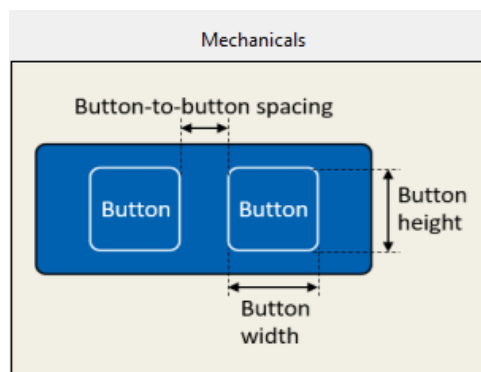 Mechanicals
Button-to-button spacing
Button
Button
Button
height
Button
width